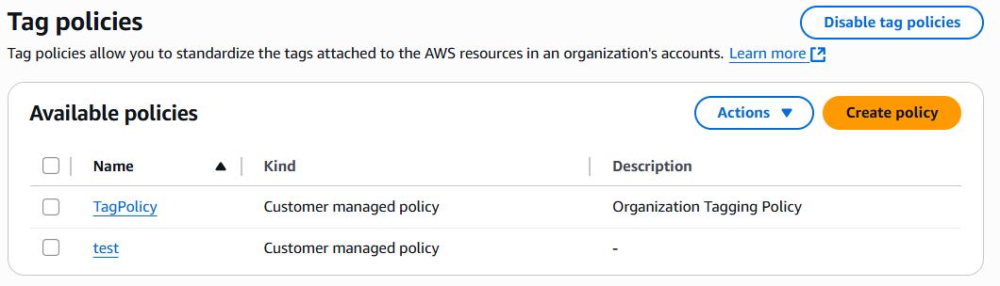 Tag policies
Disable tag policies
Tag policies allow you to standardize the tags attached to the AWS resources in an organization's accounts. Learn more
Available policies
Actions
Create policy
Name Kind Description
TagPolicy Customer managed policy Organization Tagging Policy
test Customer managed policy -